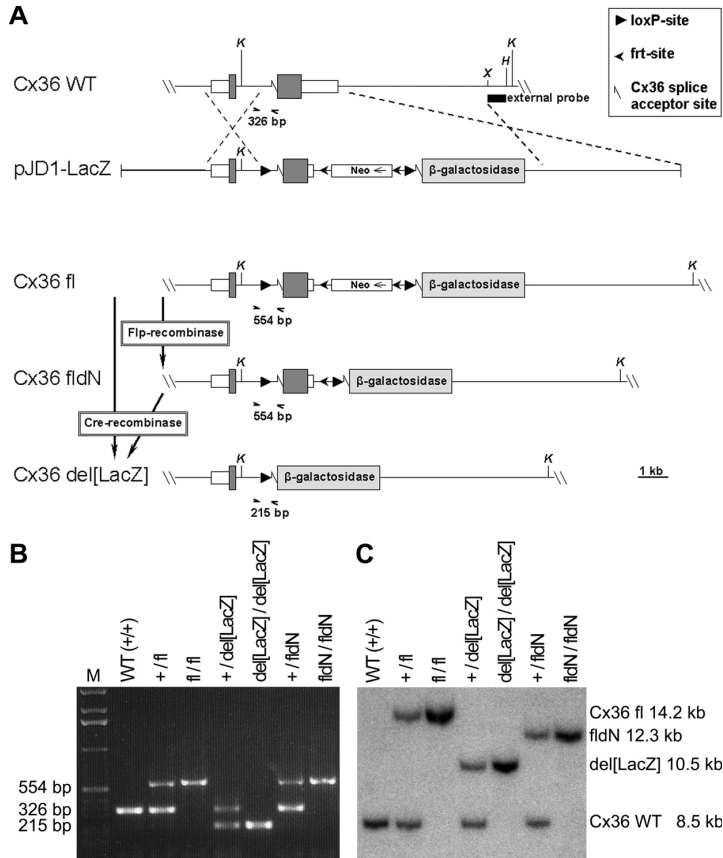 A
loxP-site
frt-site
Cx36 splice
acceptor site
K
X
H
K
Cx36 WT
external probe
326 bp
K
pJD1-LacZ
Neo
β-galactosidase
K
K
Cx36 fl
Neo
β-galactosidase
554 bp
Flp-recombinase
K
K
Cx36 fldN
β-galactosidase
554 bp
Cre-recombinase
K
K
Cx36 del[LacZ]
β-galactosidase
1 kb
215 bp
B
M
WT (+/+)
+/fl
fl/fl
+/del[LacZ]
del[LacZ]/del[LacZ]
+/fldN
fldN/fldN
554 bp
326 bp
215 bp
C
WT (+/+)
+/fl
fl/fl
+/del[LacZ]
del[LacZ]/del[LacZ]
+/fldN
fldN/fldN
Cx36 fl 14.2 kb
fldN 12.3 kb
del[LacZ] 10.5 kb
Cx36 WT 8.5 kb